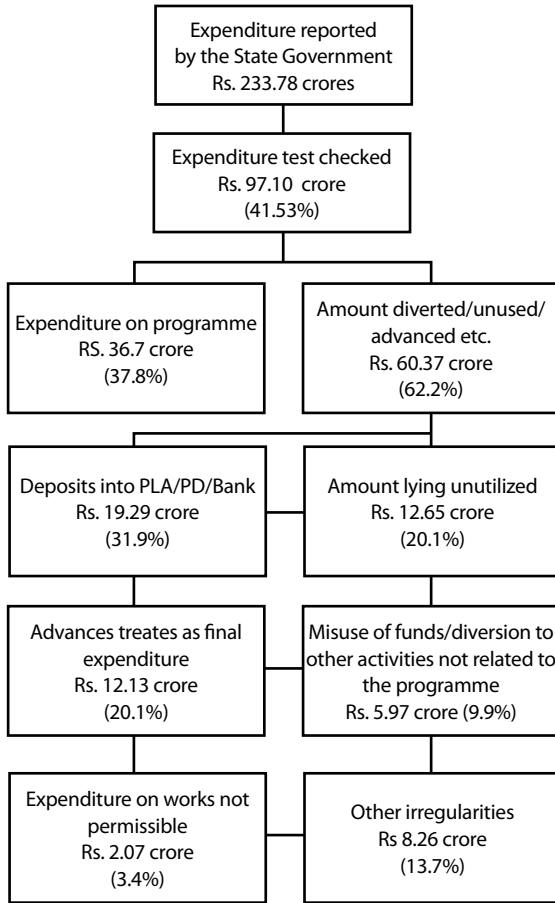 Expenditure reported
by the State Government
Rs. 233.78 crores
Expenditure test checked
Rs. 97.10 crore
(41.53%)
Expenditure on programme
RS. 36.7 crore
(37.8%)
Amount diverted/unused/
advanced etc.
Rs. 60.37 crore
(62.2%)
Deposits into PLA/PD/Bank
Rs. 19.29 crore
(31.9%)
Amount lying unutilized
Rs. 12.65 crore
(20.1%)
Advances treates as final
expenditure
Rs. 12.13 crore
(20.1%)
Misuse of funds/diversion to
other activities not related to
the programme
Rs. 5.97 crore (9.9%)
Expenditure on works not
permissible
Rs. 2.07 crore
(3.4%)
Other irregularities
Rs 8.26 crore
(13.7%)